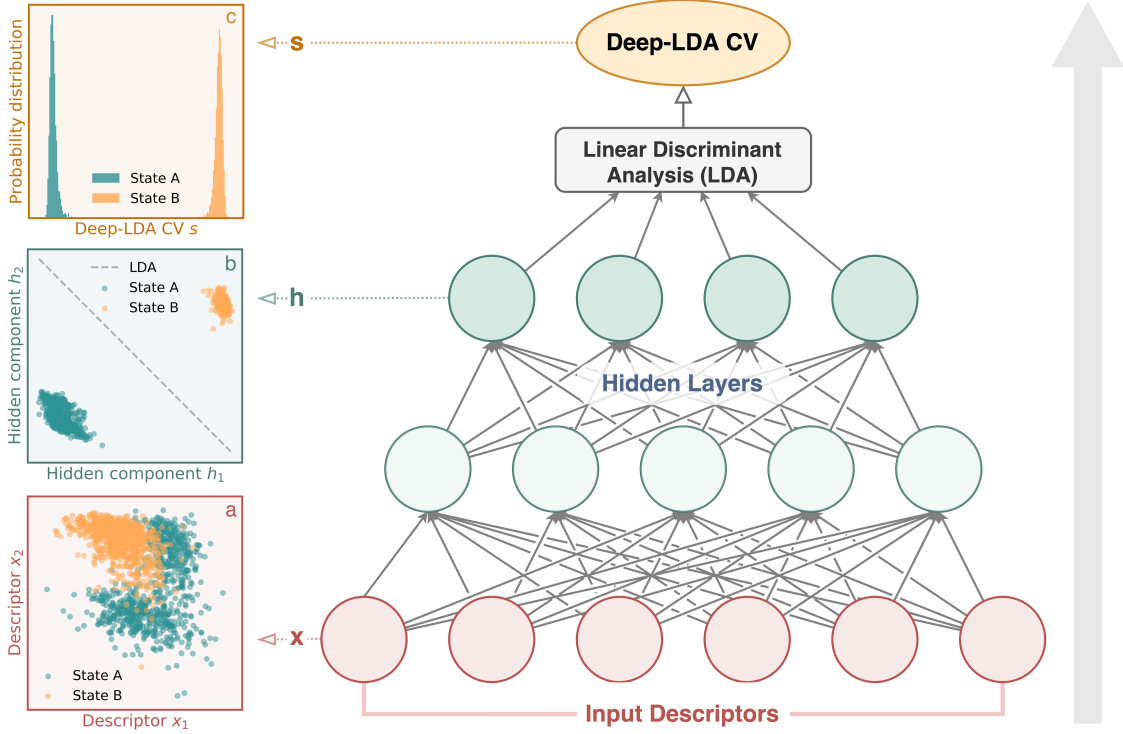 c
Probability distribution
State A
State B
Deep-LDA CV s
s
Deep-LDA CV
Linear Discriminant
Analysis (LDA)
b
Hidden component h₂
LDA
State A
State B
Hidden component h₁
h
Hidden Layers
a
Descriptor x₂
State A
State B
Descriptor x₁
x
Input Descriptors